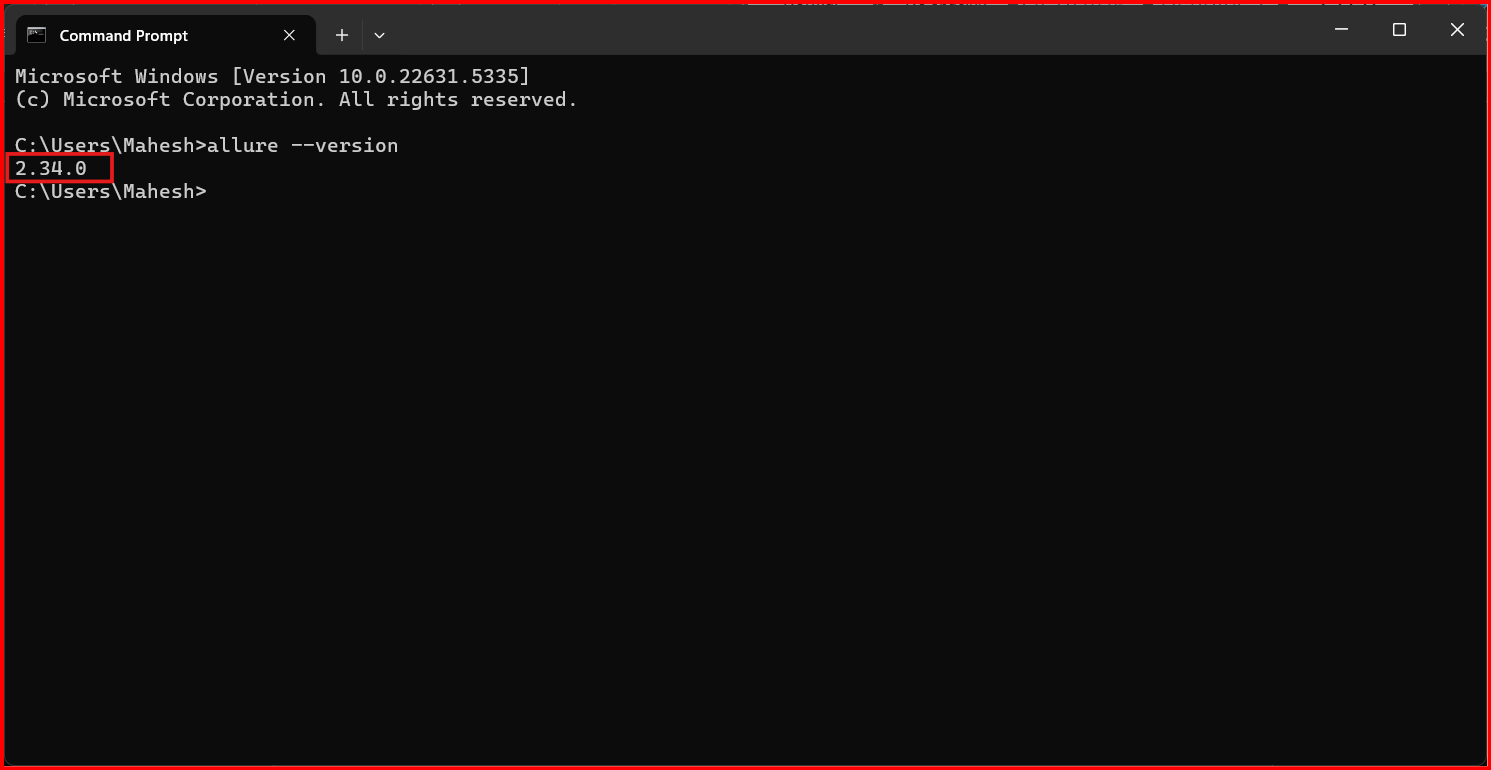 Command Prompt
Microsoft Windows [Version 10.0.22631.5335]
(c) Microsoft Corporation. All rights reserved.
C:\Users\Mahesh>allure --version
2.34.0
C:\Users\Mahesh>